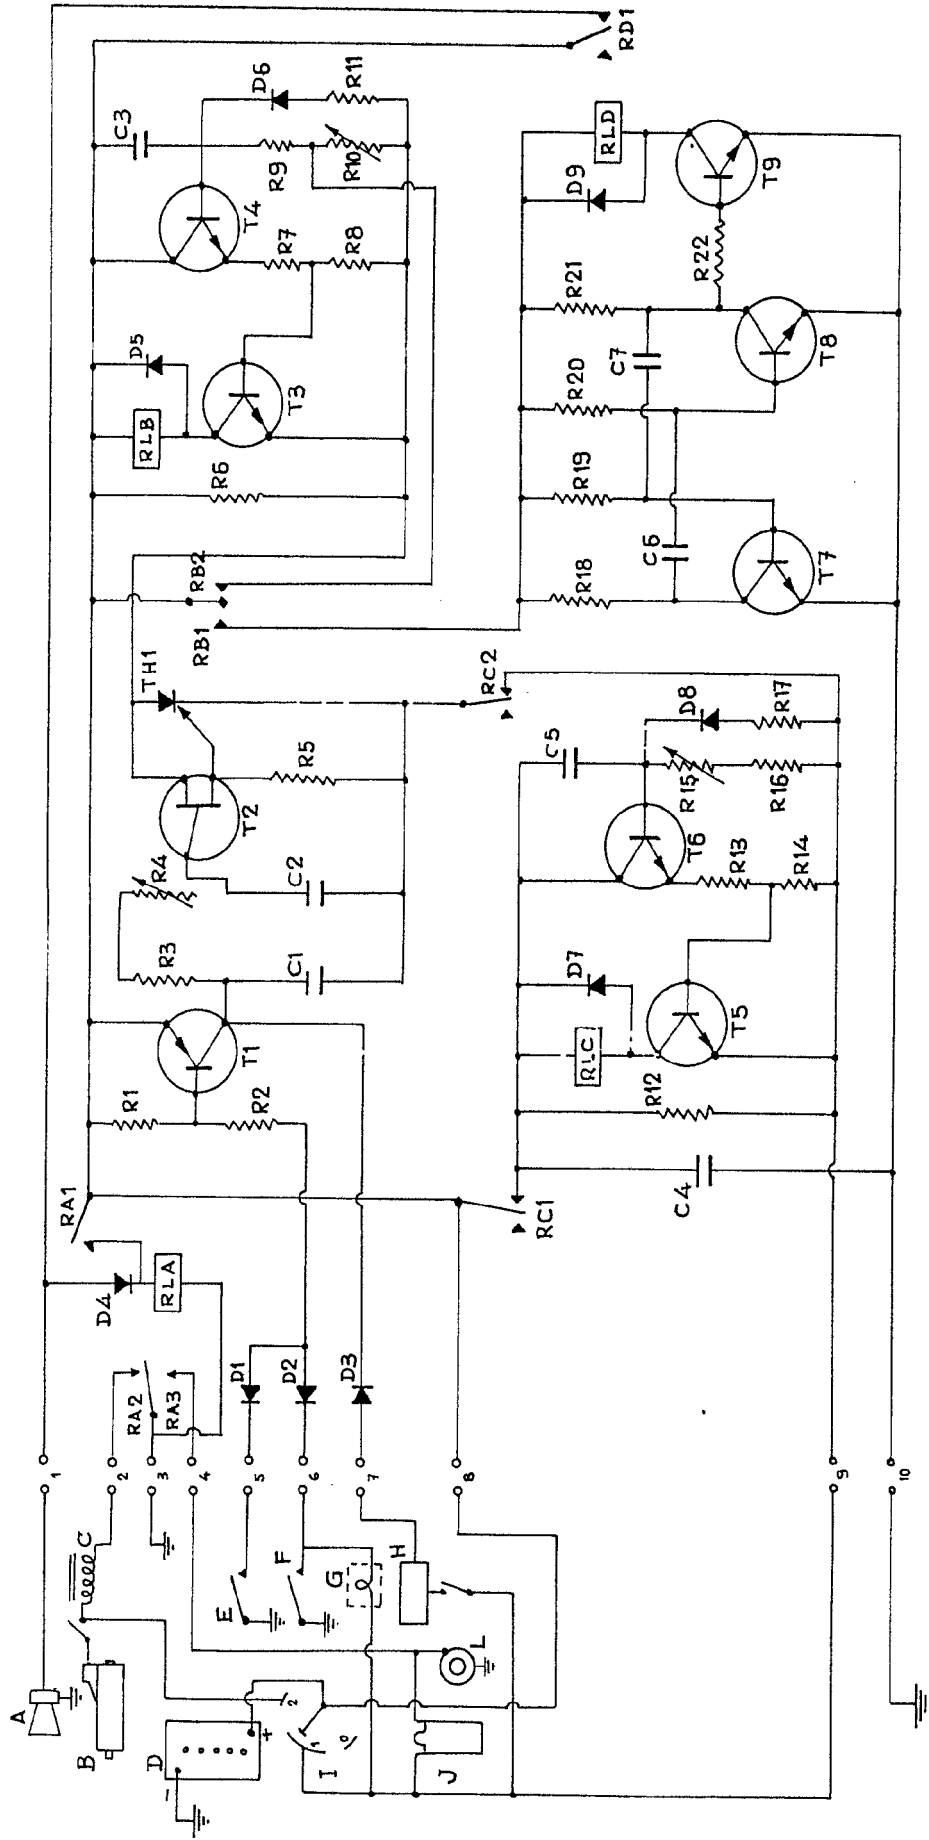 A
B
C
D
− +
E
F
G
H
I
0
1
2
J
L
1
2
3
4
5
6
7
8
9
10
D4
RLA
RA1
RA2
RA3
D1
D2
D3
R1
R2
T1
R3
R4
C1
C2
T2
R5
TH1
RB1
RB2
R6
RLB
D5
T3
T4
R7
R8
C3
R9
R10
D6
R11
RD1
RC1
RC2
C4
R12
RLC
D7
T5
T6
R13
R14
C5
R15
R16
D8
R17
R18
R19
R20
R21
C6
C7
T7
T8
R22
D9
RLD
T9